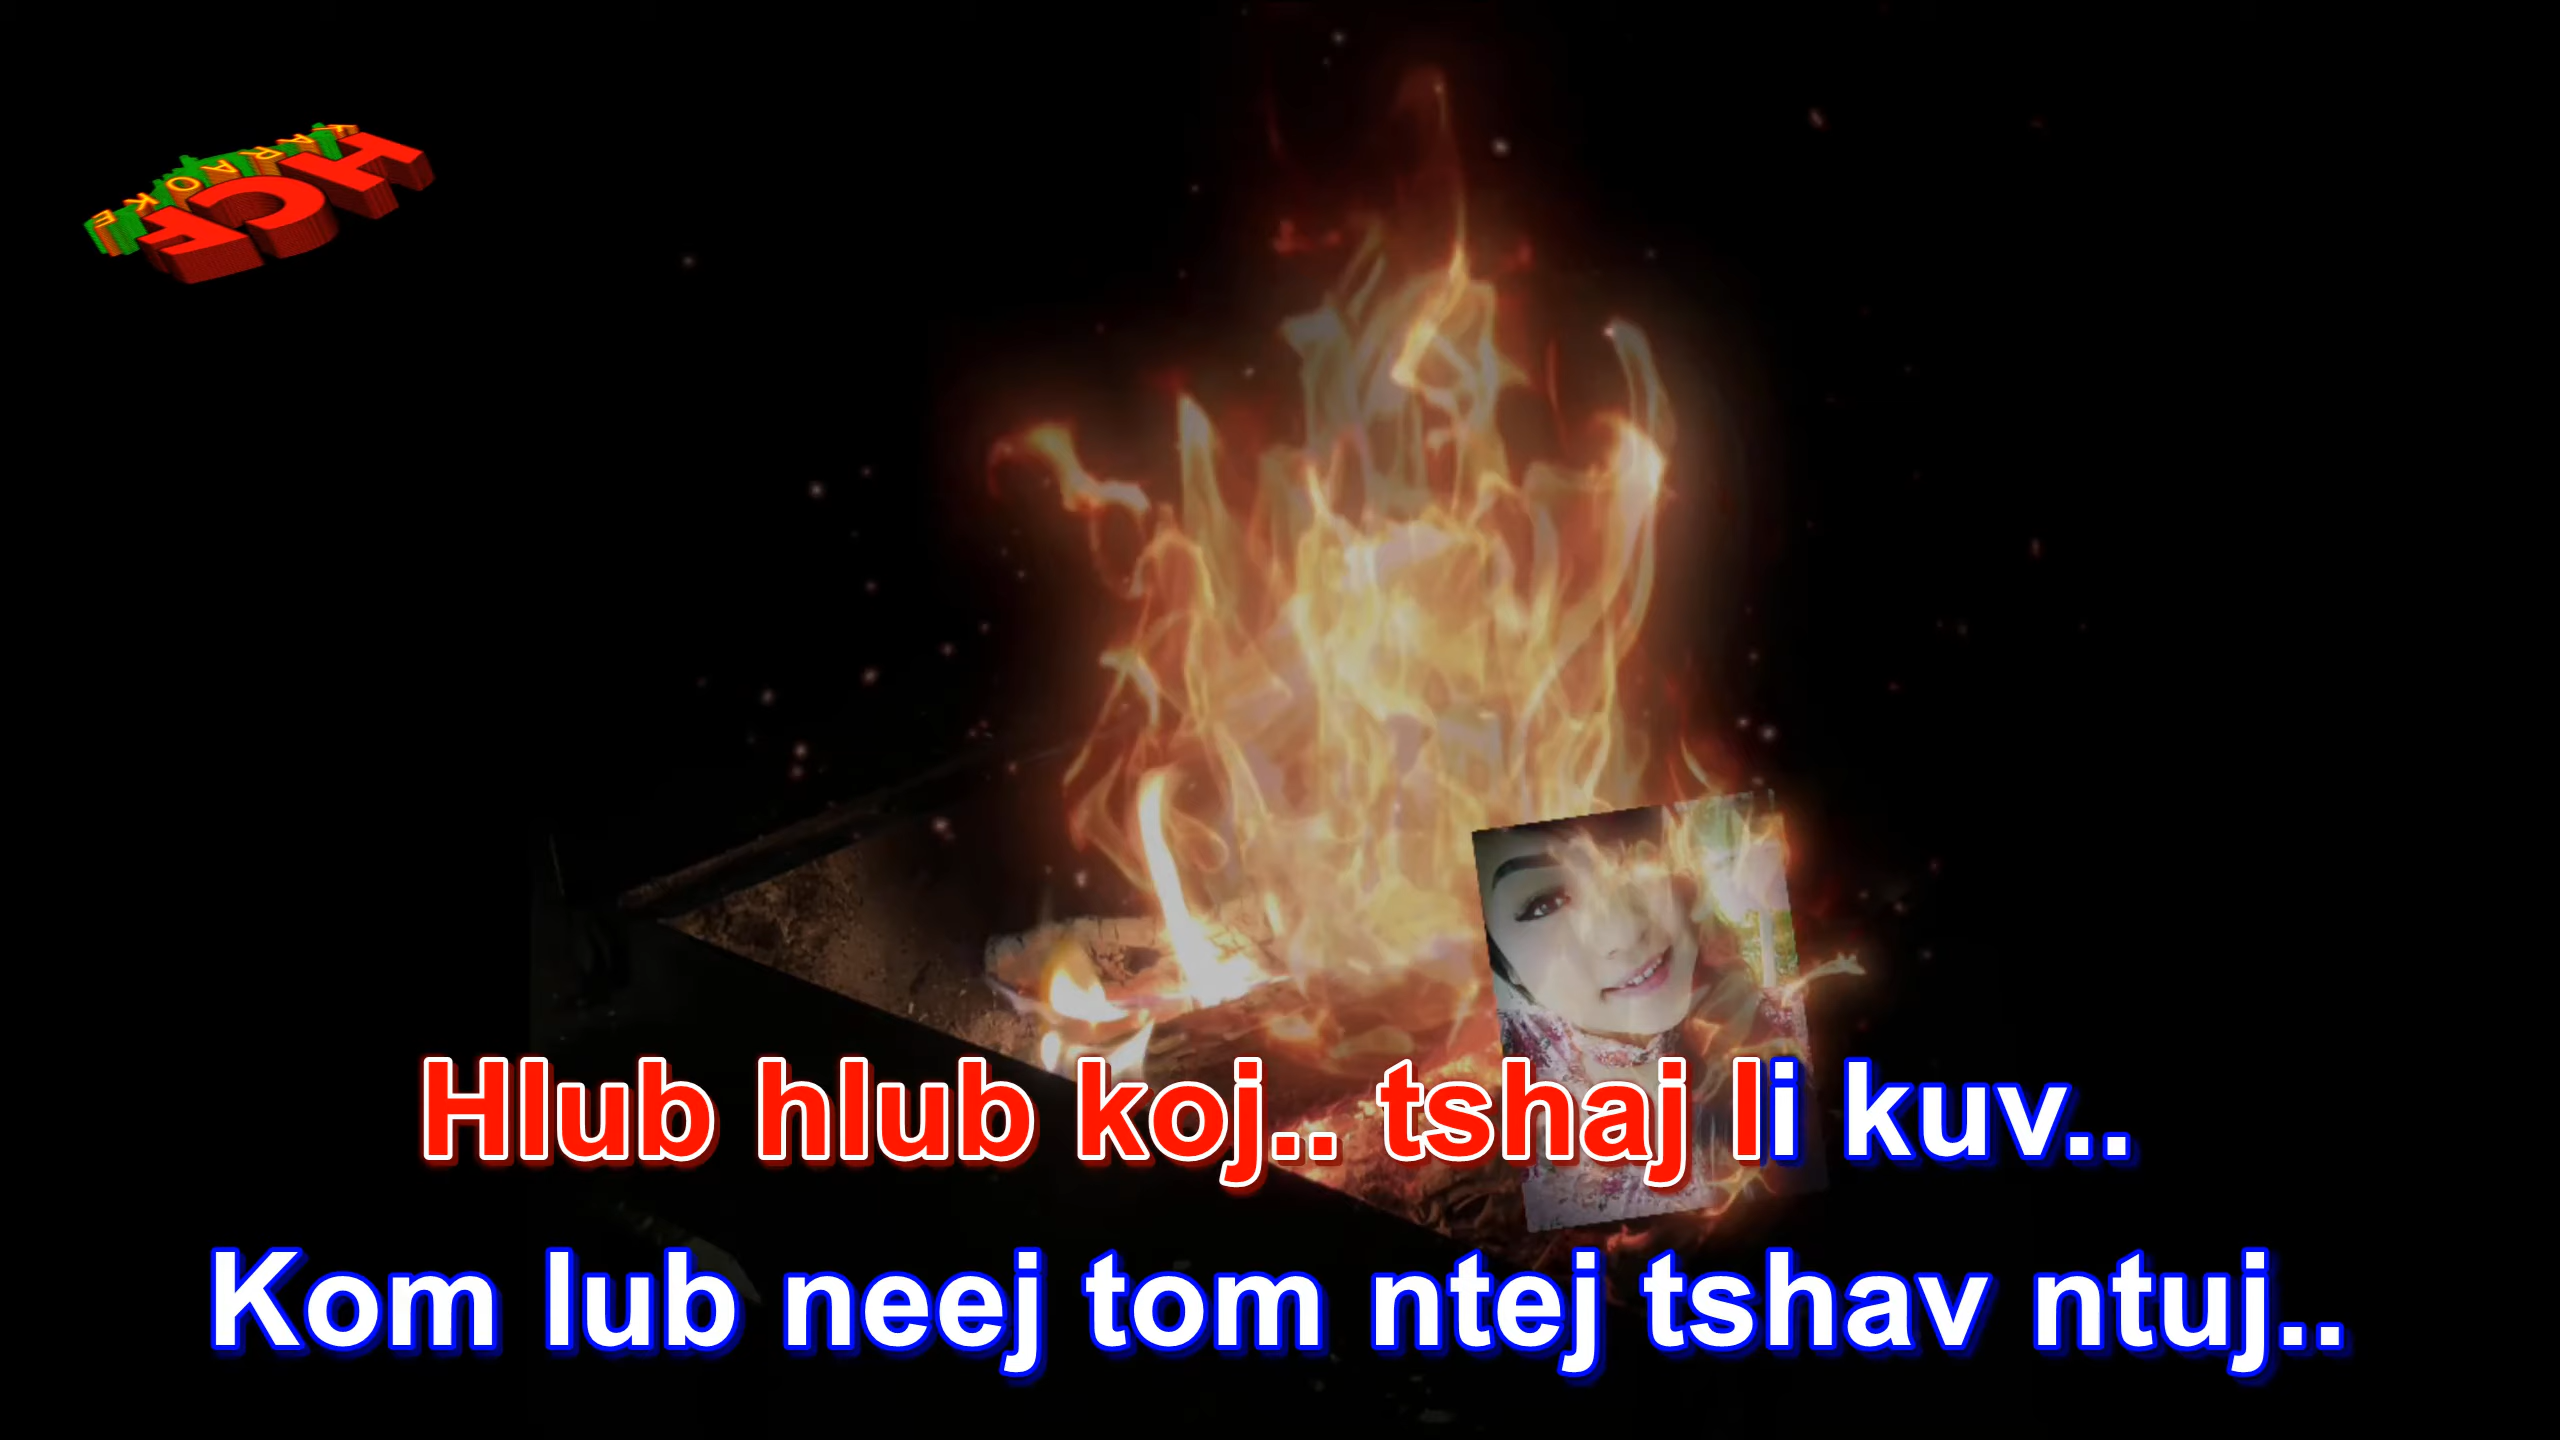 HCF
KARAOKE
Hlub hlub koj.. tshaj li kuv..
Kom lub neej tom ntej tshav ntuj..